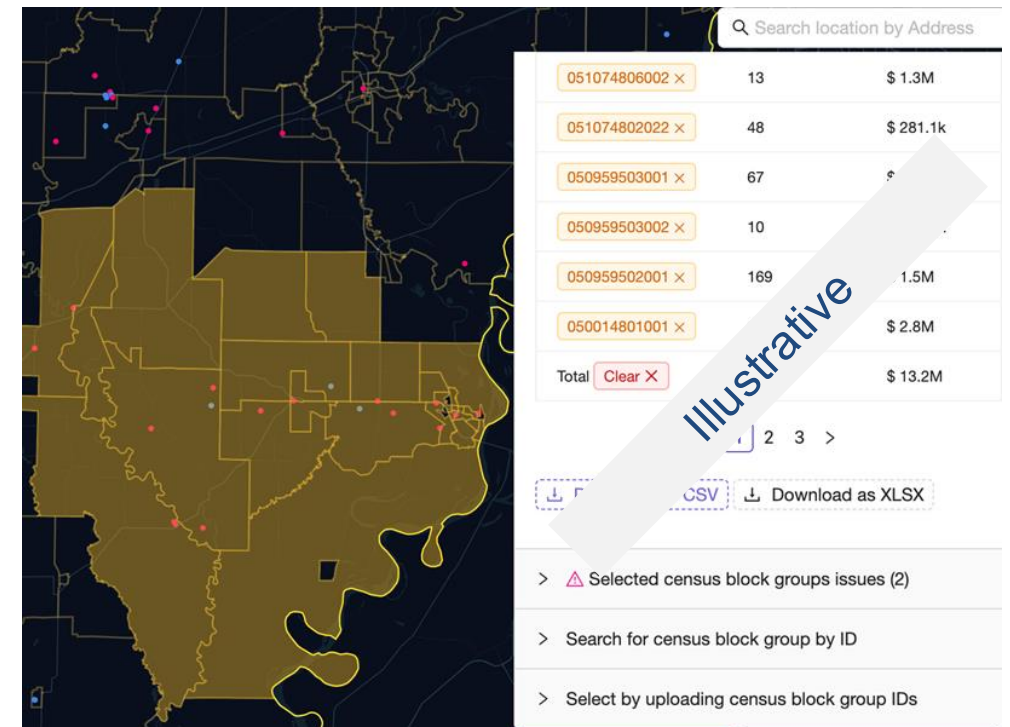 Search location by Address
051074806002 × 13 $ 1.3M
051074802022 × 48 $ 281.1k
050959503001 × 67 $
050959503002 × 10
050959502001 × 169 1.5M
050014801001 × $ 2.8M
Total Clear × $ 13.2M
Illustrative
2 3 >
CSV Download as XLSX
> Selected census block groups issues (2)
> Search for census block group by ID
> Select by uploading census block group IDs